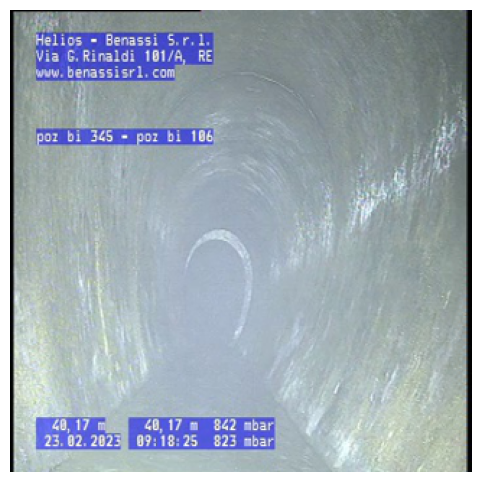 Helios - Benassi S.r.l.
Via G.Rinaldi 101/A, RE
www.benassisrl.com
poz bi 345 - poz bi 106
40,17 m 40,17 m 842 mbar
23.02.2023 09:18:25 823 mbar